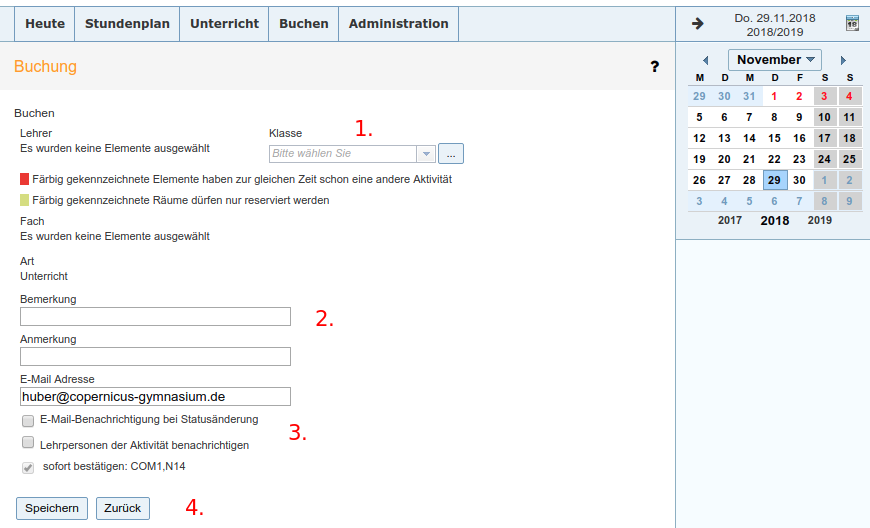 Heute Stundenplan Unterricht Buchen Administration
Do. 29.11.2018
2018/2019
Buchung ?
Buchen
Lehrer
Es wurden keine Elemente ausgewählt
Klasse
1.
Bitte wählen Sie ...
Färbig gekennzeichnete Elemente haben zur gleichen Zeit schon eine andere Aktivität
Färbig gekennzeichnete Räume dürfen nur reserviert werden
Fach
Es wurden keine Elemente ausgewählt
Art
Unterricht
Bemerkung
2.
Anmerkung
E-Mail Adresse
huber@copernicus-gymnasium.de
E-Mail-Benachrichtigung bei Statusänderung
3.
Lehrpersonen der Aktivität benachrichtigen
sofort bestätigen: COM1,N14
Speichern Zurück 4.
November
M D M D F S S
29 30 31 1 2 3 4
5 6 7 8 9 10 11
12 13 14 15 16 17 18
19 20 21 22 23 24 25
26 27 28 29 30 1 2
3 4 5 6 7 8 9
2017 2018 2019